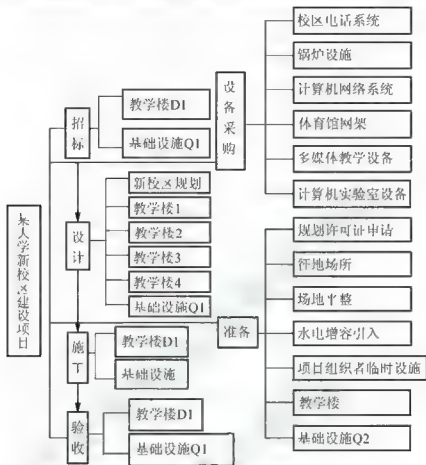 某大学新校区建设项目
招标
教学楼D1
基础设施Q1
设计
新校区规划
教学楼1
教学楼2
教学楼3
教学楼4
基础设施Q1
施工
教学楼D1
基础设施
验收
教学楼D1
基础设施Q1
设备采购
校区电话系统
锅炉设施
计算机网络系统
体育馆网架
多媒体教学设备
计算机实验室设备
准备
规划许可证申请
征地场所
场地平整
水电增容引入
项目组织者临时设施
教学楼
基础设施Q2